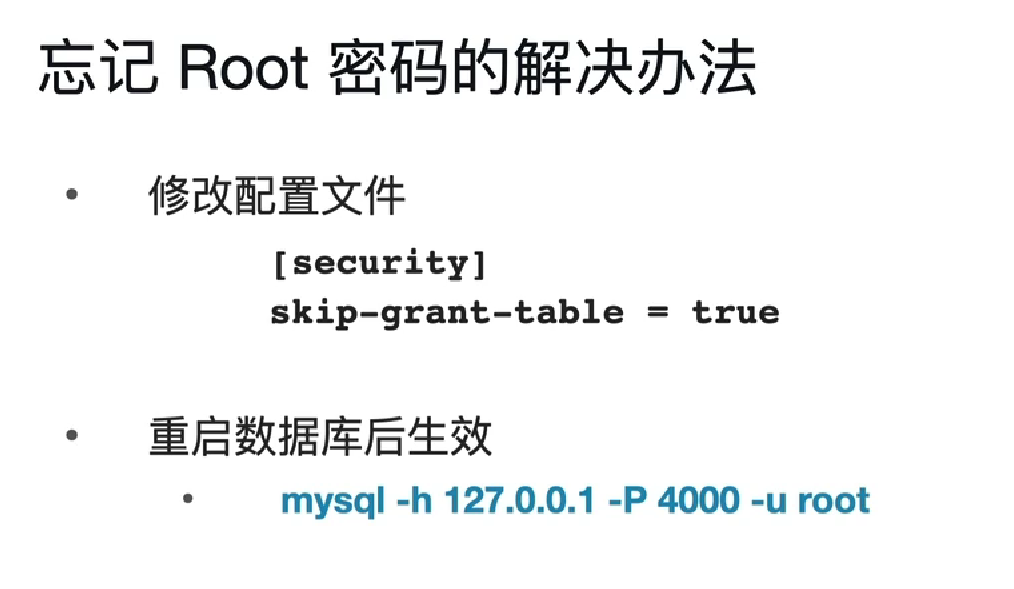 忘记 Root 密码的解决办法
• 修改配置文件
[security]
skip-grant-table = true
• 重启数据库后生效
• mysql -h 127.0.0.1 -P 4000 -u root